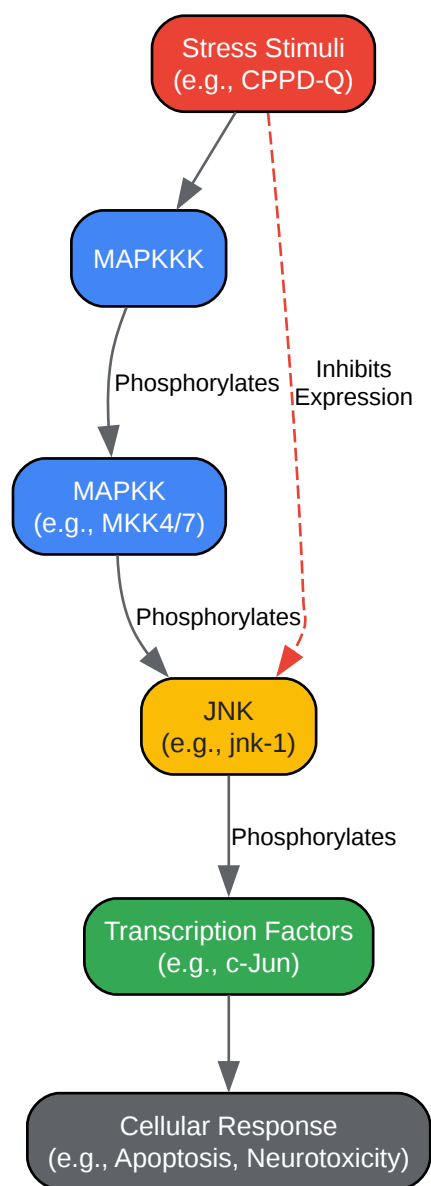 Stress Stimuli
(e.g., CPPD-Q)
MAPKKK
Phosphorylates
Inhibits
Expression
MAPKK
(e.g., MKK4/7)
Phosphorylates
JNK
(e.g., jnk-1)
Phosphorylates
Transcription Factors
(e.g., c-Jun)
Cellular Response
(e.g., Apoptosis, Neurotoxicity)